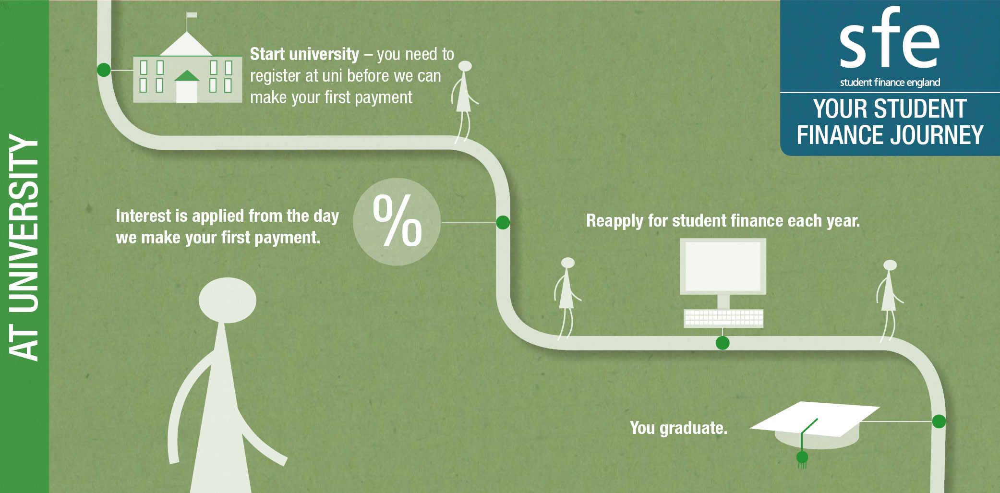 AT UNIVERSITY
Start university – you need to
register at uni before we can
make your first payment
sfe
student finance england
YOUR STUDENT
FINANCE JOURNEY
Interest is applied from the day
we make your first payment.
%
Reapply for student finance each year.
You graduate.
%